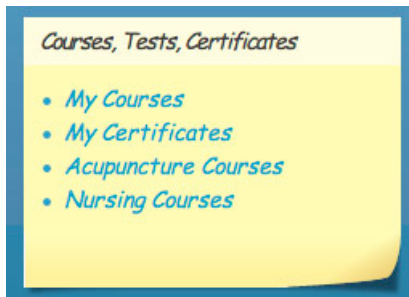 Courses, Tests, Certificates
My Courses
My Certificates
Acupuncture Courses
Nursing Courses